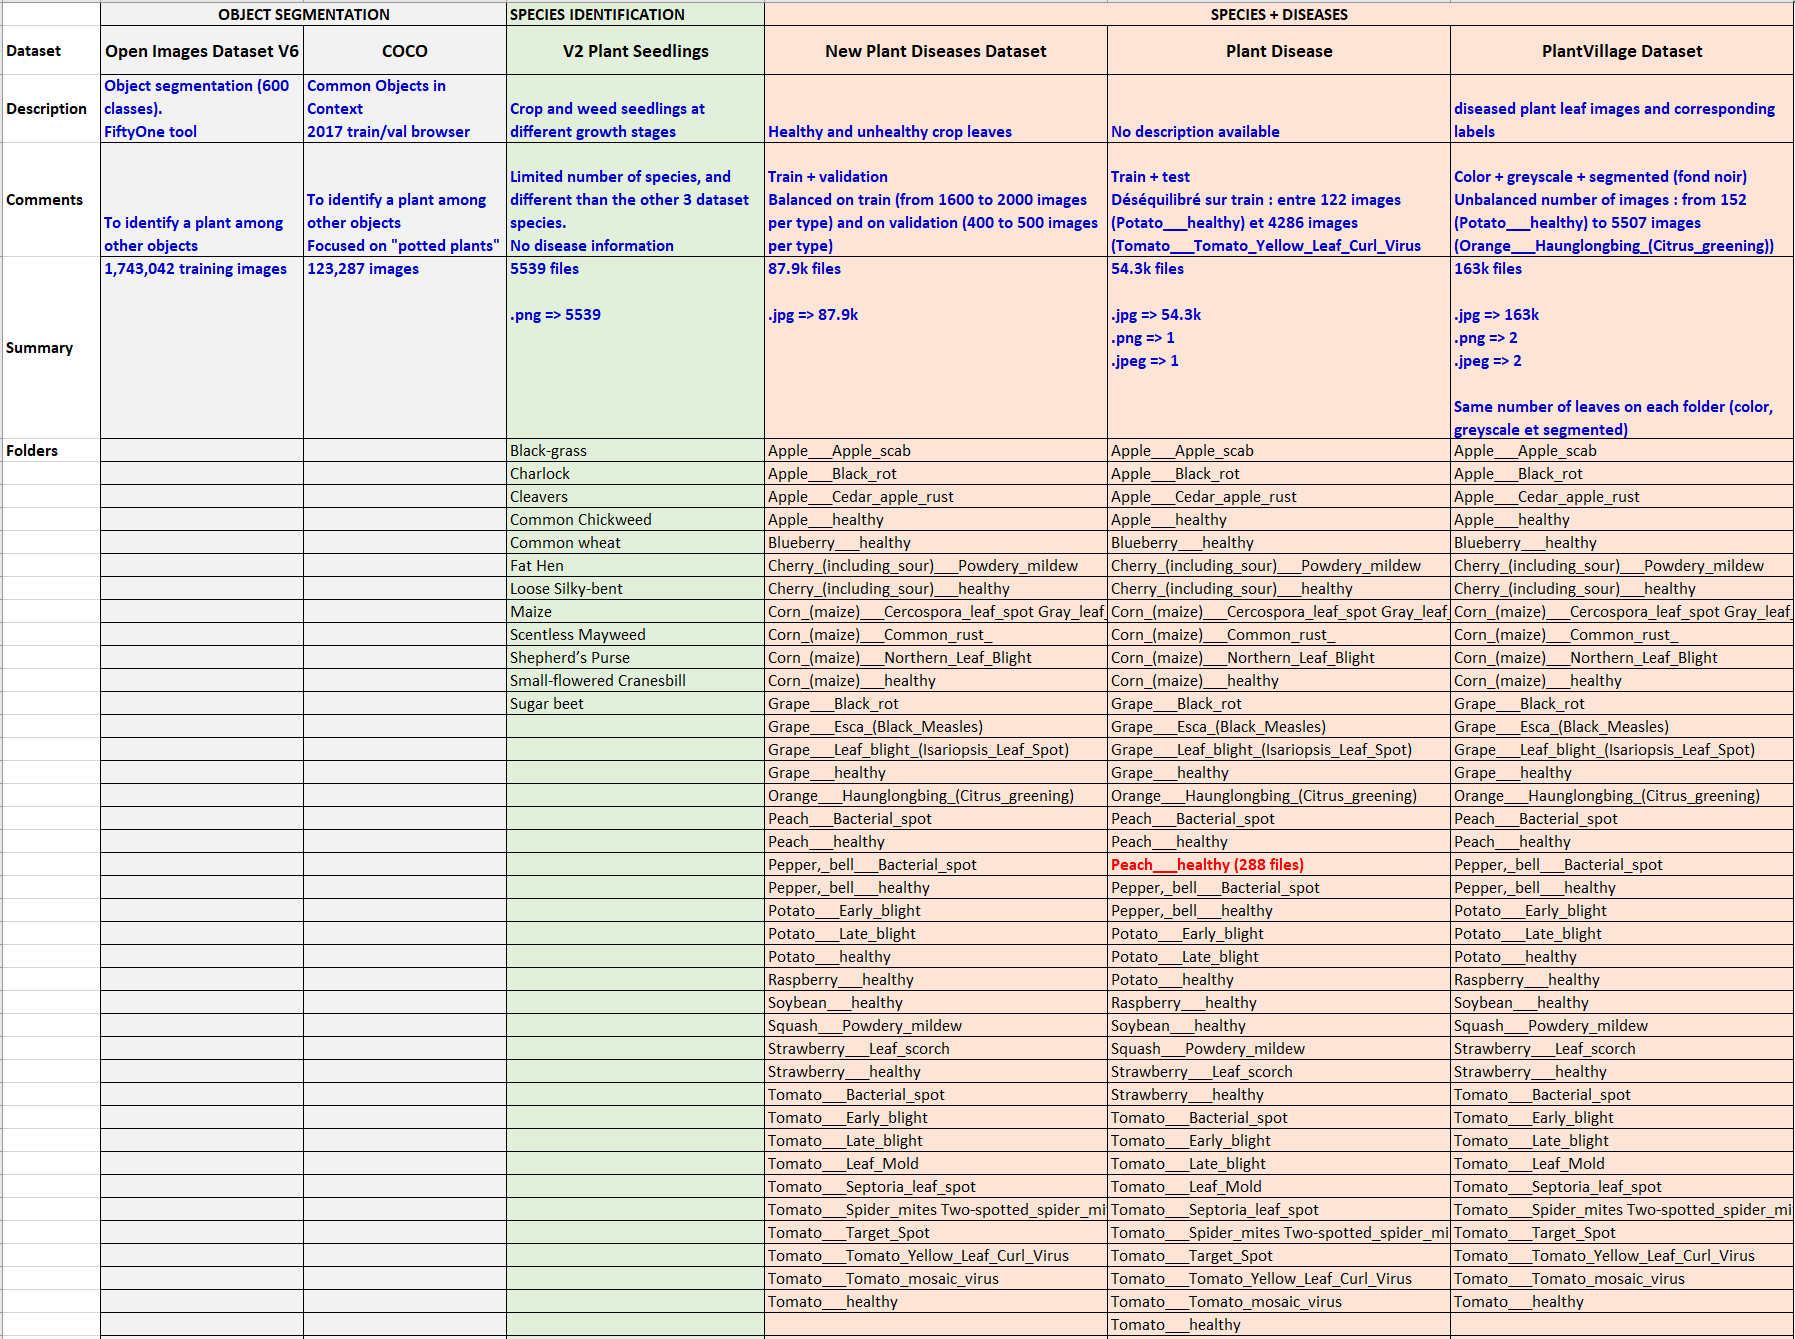 OBJECT SEGMENTATION SPECIES IDENTIFICATION SPECIES + DISEASES
Dataset Open Images Dataset V6 COCO V2 Plant Seedlings New Plant Diseases Dataset Plant Disease PlantVillage Dataset
Description
Object segmentation (600
classes).
FiftyOne tool
Common Objects in
Context
2017 train/val browser
Crop and weed seedlings at
different growth stages
Healthy and unhealthy crop leaves
No description available
diseased plant leaf images and corresponding
labels
Comments
To identify a plant among
other objects
To identify a plant among
other objects
Focused on "potted plants"
Limited number of species, and
different than the other 3 dataset
species.
No disease information
Train + validation
Balanced on train (from 1600 to 2000 images
per type) and on validation (400 to 500 images
per type)
Train + test
Déséquilibré sur train : entre 122 images
(Potato___healthy) et 4286 images
(Tomato___Tomato_Yellow_Leaf_Curl_Virus
Color + greyscale + segmented (fond noir)
Unbalanced number of images : from 152
(Potato___healthy) to 5507 images
(Orange___Haunglongbing_(Citrus_greening))
Summary
1,743,042 training images
123,287 images
5539 files
.png => 5539
87.9k files
.jpg => 87.9k
54.3k files
.jpg => 54.3k
.png => 1
.jpeg => 1
163k files
.jpg => 163k
.png => 2
.jpeg => 2
Same number of leaves on each folder (color,
greyscale et segmented)
Folders Black-grass Apple___Apple_scab Apple___Apple_scab Apple___Apple_scab
Charlock Apple___Black_rot Apple___Black_rot Apple___Black_rot
Cleavers Apple___Cedar_apple_rust Apple___Cedar_apple_rust Apple___Cedar_apple_rust
Common Chickweed Apple___healthy Apple___healthy Apple___healthy
Common wheat Blueberry___healthy Blueberry___healthy Blueberry___healthy
Fat Hen Cherry_(including_sour)___Powdery_mildew Cherry_(including_sour)___Powdery_mildew Cherry_(including_sour)___Powdery_mildew
Loose Silky-bent Cherry_(including_sour)___healthy Cherry_(including_sour)___healthy Cherry_(including_sour)___healthy
Maize Corn_(maize)___Cercospora_leaf_spot Gray_leaf_ Corn_(maize)___Cercospora_leaf_spot Gray_leaf_ Corn_(maize)___Cercospora_leaf_spot Gray_leaf_
Scentless Mayweed Corn_(maize)___Common_rust_ Corn_(maize)___Common_rust_ Corn_(maize)___Common_rust_
Shepherd’s Purse Corn_(maize)___Northern_Leaf_Blight Corn_(maize)___Northern_Leaf_Blight Corn_(maize)___Northern_Leaf_Blight
Small-flowered Cranesbill Corn_(maize)___healthy Corn_(maize)___healthy Corn_(maize)___healthy
Sugar beet Grape___Black_rot Grape___Black_rot Grape___Black_rot
Grape___Esca_(Black_Measles) Grape___Esca_(Black_Measles) Grape___Esca_(Black_Measles)
Grape___Leaf_blight_(Isariopsis_Leaf_Spot) Grape___Leaf_blight_(Isariopsis_Leaf_Spot) Grape___Leaf_blight_(Isariopsis_Leaf_Spot)
Grape___healthy Grape___healthy Grape___healthy
Orange___Haunglongbing_(Citrus_greening) Orange___Haunglongbing_(Citrus_greening) Orange___Haunglongbing_(Citrus_greening)
Peach___Bacterial_spot Peach___Bacterial_spot Peach___Bacterial_spot
Peach___healthy Peach___healthy Peach___healthy
Pepper,_bell___Bacterial_spot Peach___healthy (288 files) Pepper,_bell___Bacterial_spot
Pepper,_bell___healthy Pepper,_bell___Bacterial_spot Pepper,_bell___healthy
Potato___Early_blight Pepper,_bell___healthy Potato___Early_blight
Potato___Late_blight Potato___Early_blight Potato___Late_blight
Potato___healthy Potato___Late_blight Potato___healthy
Raspberry___healthy Potato___healthy Raspberry___healthy
Soybean___healthy Raspberry___healthy Soybean___healthy
Squash___Powdery_mildew Soybean___healthy Squash___Powdery_mildew
Strawberry___Leaf_scorch Squash___Powdery_mildew Strawberry___Leaf_scorch
Strawberry___healthy Strawberry___Leaf_scorch Strawberry___healthy
Tomato___Bacterial_spot Strawberry___healthy Tomato___Bacterial_spot
Tomato___Early_blight Tomato___Bacterial_spot Tomato___Early_blight
Tomato___Late_blight Tomato___Early_blight Tomato___Late_blight
Tomato___Leaf_Mold Tomato___Late_blight Tomato___Leaf_Mold
Tomato___Septoria_leaf_spot Tomato___Leaf_Mold Tomato___Septoria_leaf_spot
Tomato___Spider_mites Two-spotted_spider_mi Tomato___Septoria_leaf_spot Tomato___Spider_mites Two-spotted_spider_mi
Tomato___Target_Spot Tomato___Spider_mites Two-spotted_spider_mi Tomato___Target_Spot
Tomato___Tomato_Yellow_Leaf_Curl_Virus Tomato___Target_Spot Tomato___Tomato_Yellow_Leaf_Curl_Virus
Tomato___Tomato_mosaic_virus Tomato___Tomato_Yellow_Leaf_Curl_Virus Tomato___Tomato_mosaic_virus
Tomato___healthy Tomato___Tomato_mosaic_virus Tomato___healthy
Tomato___healthy